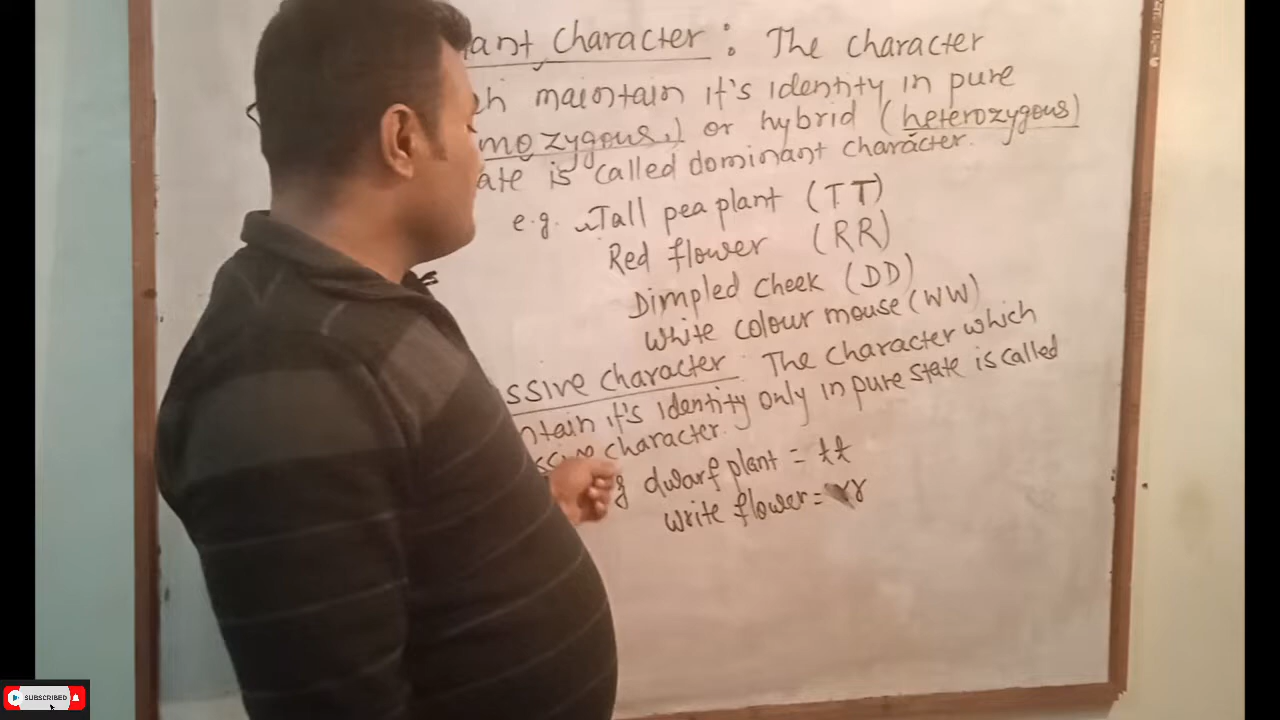 ant character : The character
ch maintain it's identity in pure
mozygous,) or hybrid (heterozygous)
ate is called dominant character.
e.g. Tall pea plant (TT)
Red flower (RR)
Dimpled cheek (DD)
White colour mouse (WW)
ssive character : The character which
ntain it's identity only in pure state is called
ssive character.
g dwarf plant = tt
write flower = rr
SUBSCRIBED